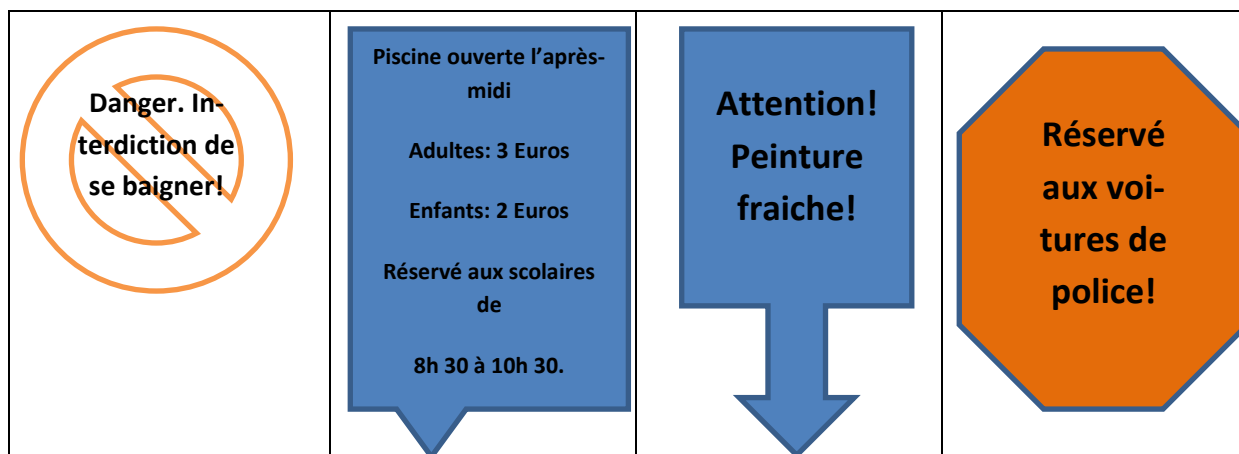 Danger. In-
terdiction de
se baigner!
Piscine ouverte l'après-
midi
Adultes: 3 Euros
Enfants: 2 Euros
Réservé aux scolaires
de
8h 30 à 10h 30.
Attention!
Peinture
fraiche!
Réservé
aux voi-
tures de
police!